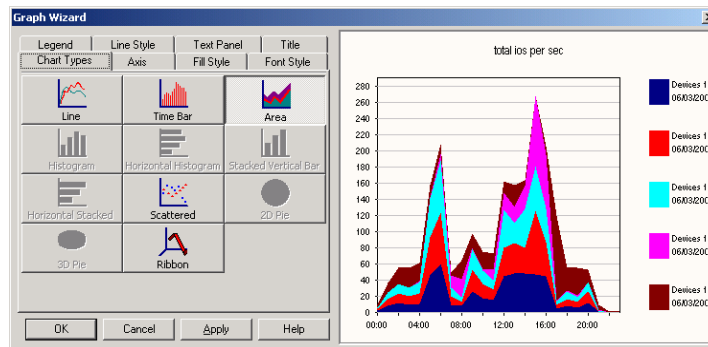 Graph Wizard
Legend Line Style Text Panel Title
Chart Types Axis Fill Style Font Style
Line Time Bar Area
Histogram Horizontal Histogram Stacked Vertical Bar
Horizontal Stacked Scattered 2D Pie
3D Pie Ribbon
OK Cancel Apply Help
total ios per sec
280
260
240
220
200
180
160
140
120
100
80
60
40
20
0
00:00 04:00 08:00 12:00 16:00 20:00
Devices 1
06/03/200
Devices 1
06/03/200
Devices 1
06/03/200
Devices 1
06/03/200
Devices 1
06/03/200